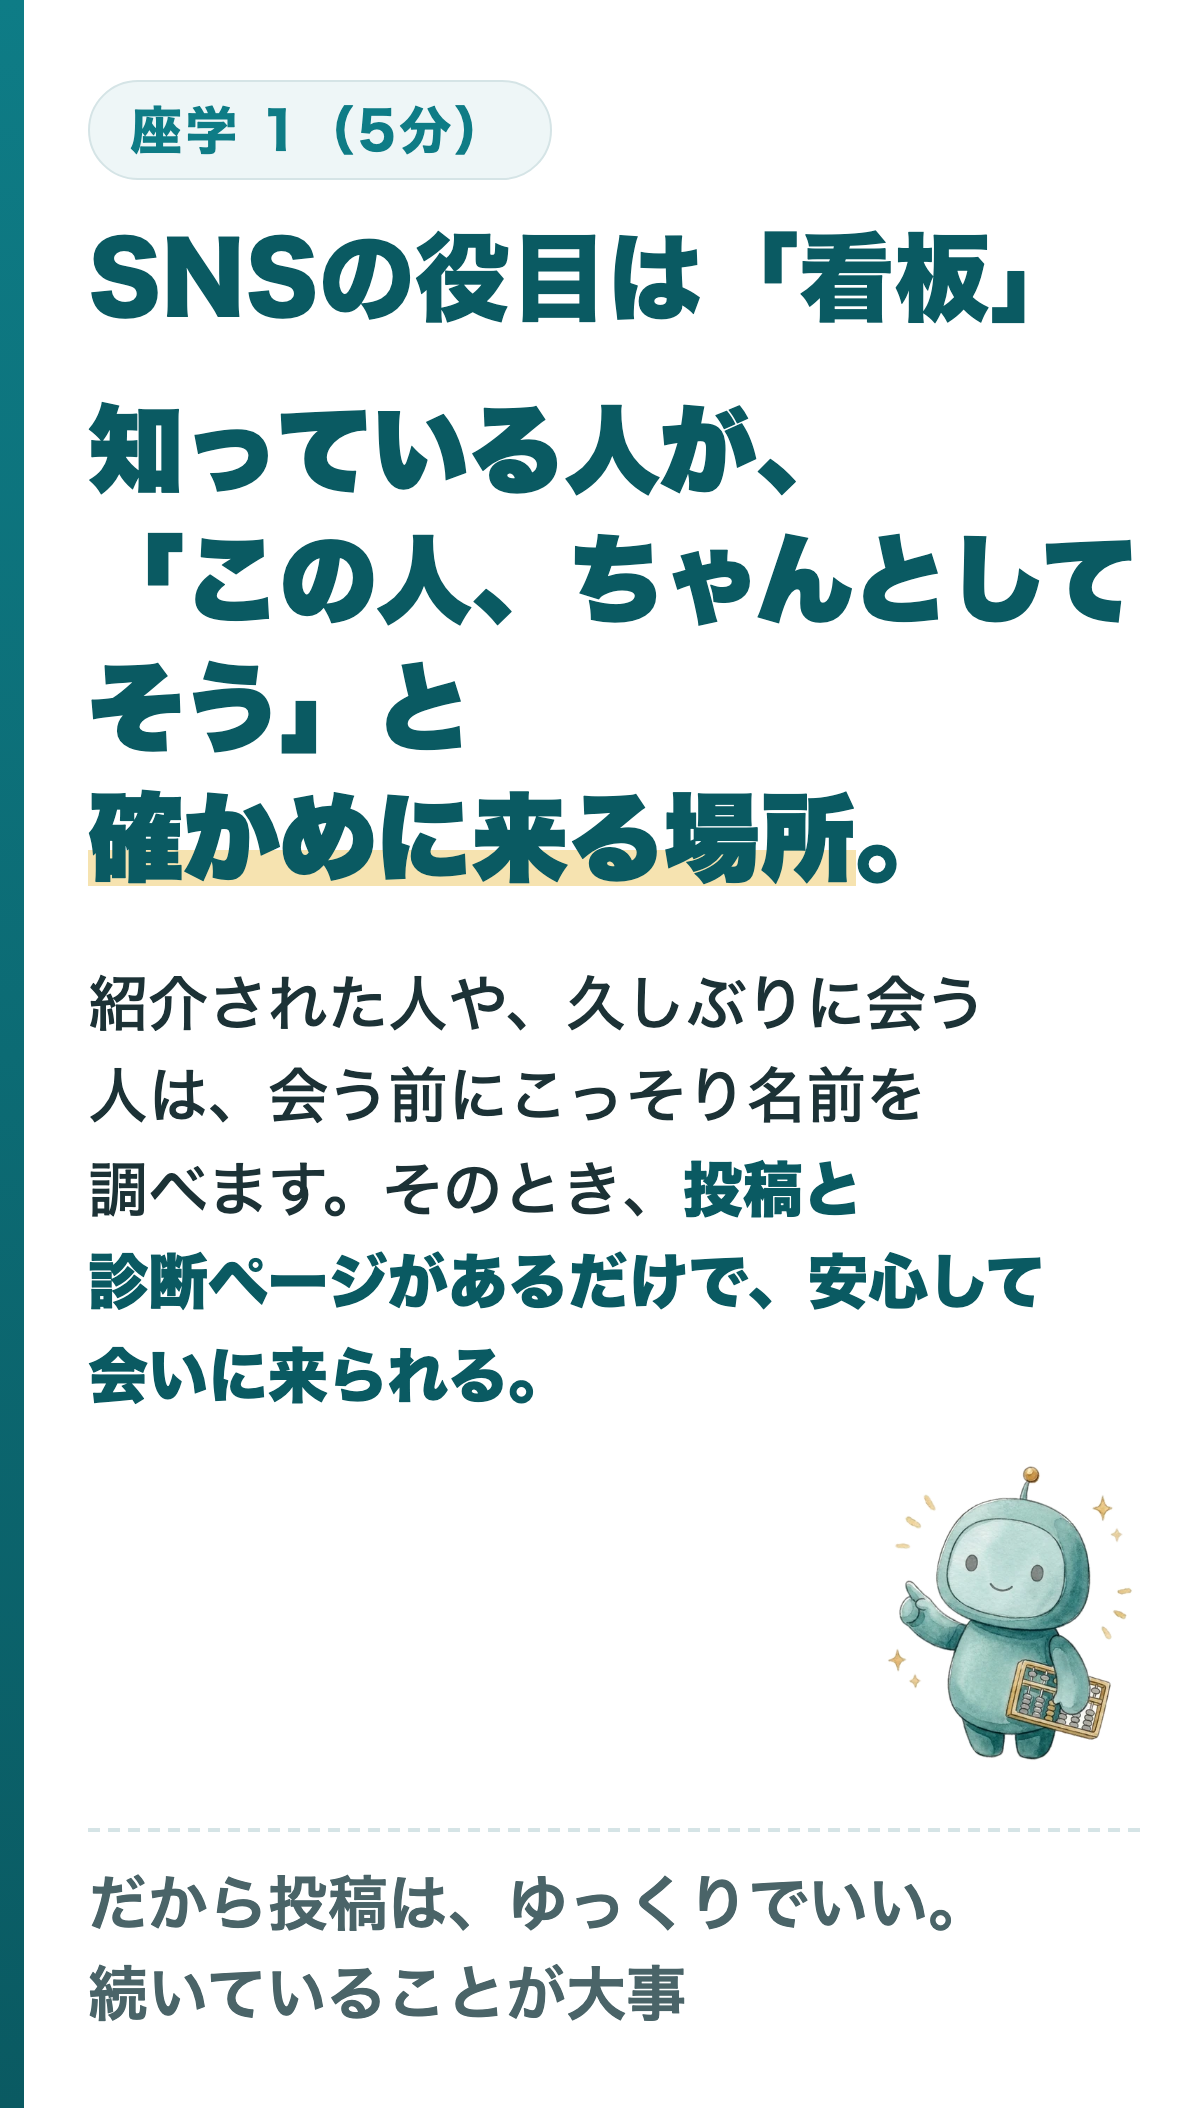 座学 1（5分）
SNSの役目は「看板」
知っている人が、
「この人、ちゃんとして
そう」と
確かめに来る場所。
紹介された人や、久しぶりに会う
人は、会う前にこっそり名前を
調べます。そのとき、投稿と
診断ページがあるだけで、安心して
会いに来られる。
だから投稿は、ゆっくりでいい。
続いていることが大事